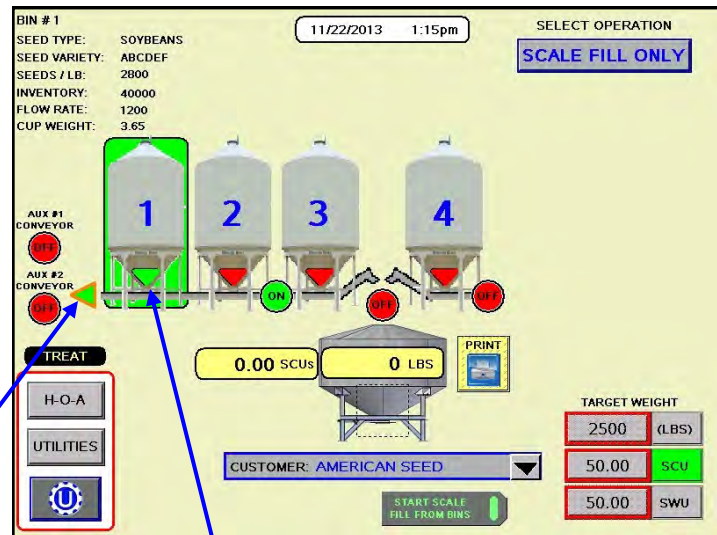 BIN # 1
SEED TYPE: SOYBEANS
SEED VARIETY: ABCDEF
SEEDS / LB: 2800
INVENTORY: 40000
FLOW RATE: 1200
CUP WEIGHT: 3.65
11/22/2013 1:15pm
SELECT OPERATION
SCALE FILL ONLY
1 2 3 4
AUX #1
CONVEYOR
OFF
AUX #2
CONVEYOR
OFF
ON
OFF
OFF
TREAT
H-O-A
UTILITIES
U
0.00 SCUs
0 LBS
PRINT
CUSTOMER: AMERICAN SEED
START SCALE
FILL FROM BINS
TARGET WEIGHT
2500 (LBS)
50.00 SCU
50.00 SWU